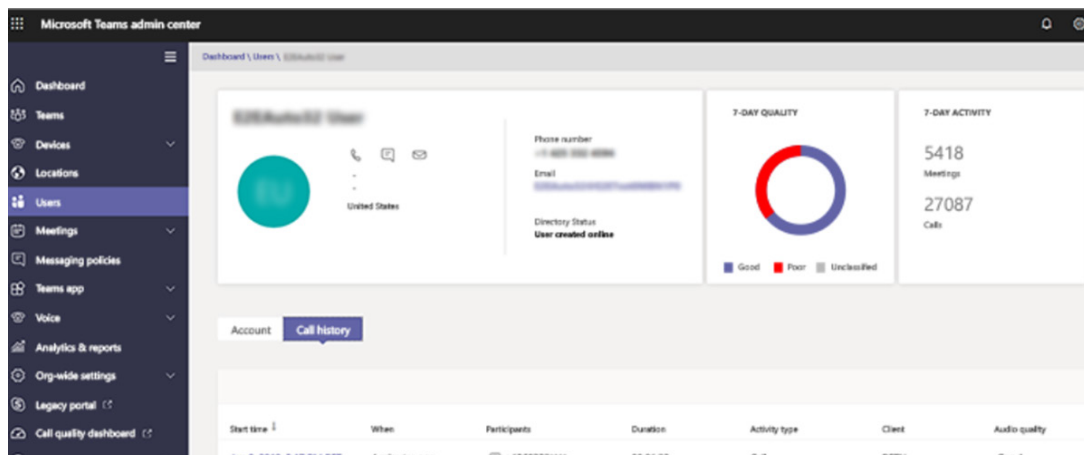 Microsoft Teams admin center
Dashboard \ Users \
Dashboard
Teams
Devices
Locations
Users
Meetings
Messaging policies
Teams app
Voice
Analytics & reports
Org-wide settings
Legacy portal
Call quality dashboard
United States
Phone number
Email
Directory Status
User created online
7-DAY QUALITY
Good Poor Unclassified
7-DAY ACTIVITY
5418
Meetings
27087
Calls
Account Call history
Start time When Participants Duration Activity type Client Audio quality